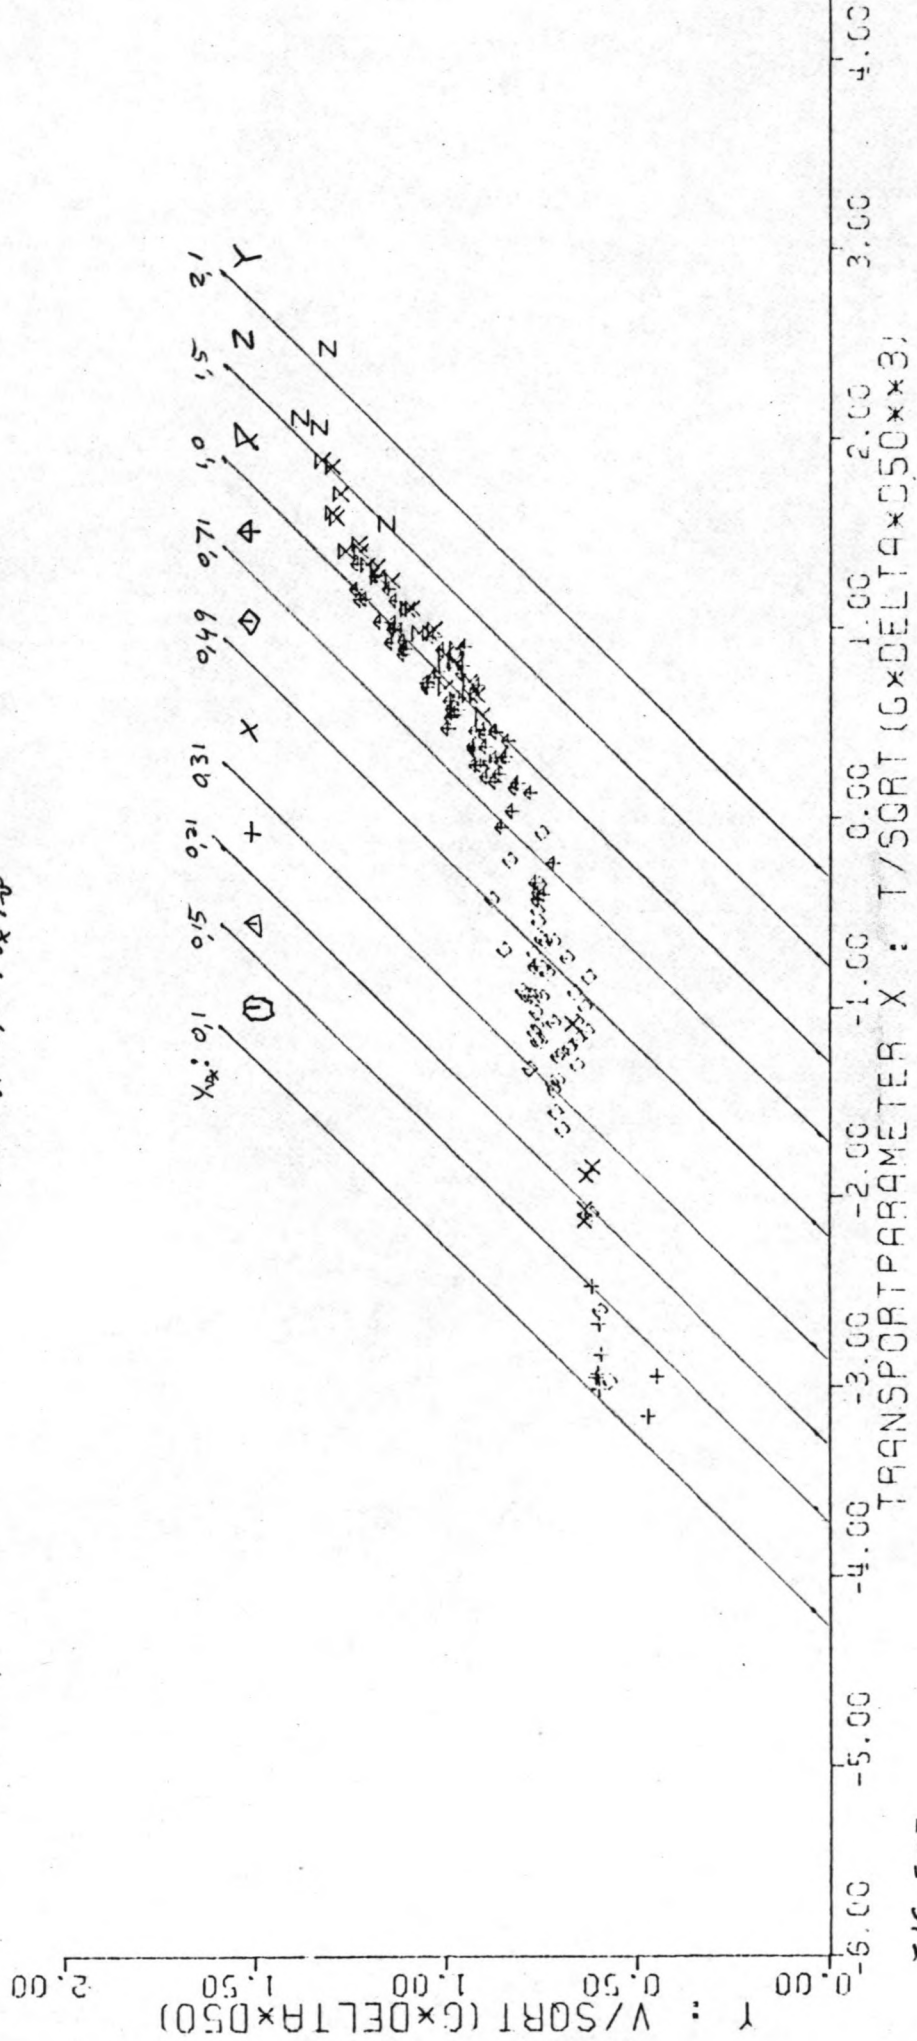 Y : V/SQRT(G*DELTA*D50)
2.00
1.50
1.00
0.50
0.00
-6.00 -5.00 -4.00 -3.00 -2.00 -1.00 0.00 1.00 2.00 3.00 4.00
TRANSPORTPARAMETER X : T/SQRT(G*DELTA*D50**3)
0,1 0,15 0,21 0,31 0,49 0,71 1,0 1,5 2,1